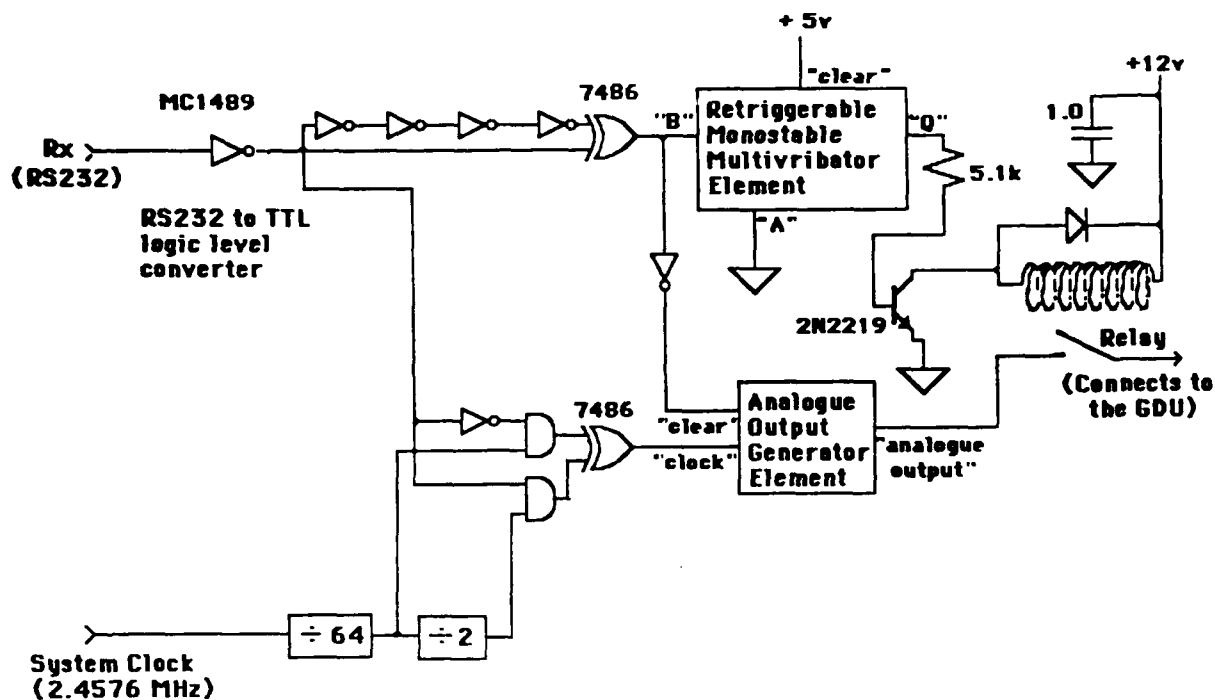 + 5v
"clear"
+12v
MC1489
7486
"B"
Retriggerable
Monostable
Multivribator
Element
"Q"
1.0
5.1k
Rx
(RS232)
"A"
RS232 to TTL
logic level
converter
2N2219
Relay
(Connects to
the GDU)
7486
"clear"
"clock"
Analogue
Output
Generator
Element
"analogue
output"
÷ 64
÷ 2
System Clock
(2.4576 MHz)